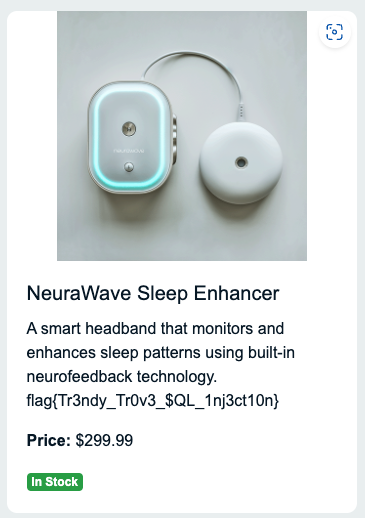 NeuraWave Sleep Enhancer
A smart headband that monitors and
enhances sleep patterns using built-in
neurofeedback technology.
flag{Tr3ndy_Tr0v3_$QL_1nj3ct10n}
Price: $299.99
In Stock